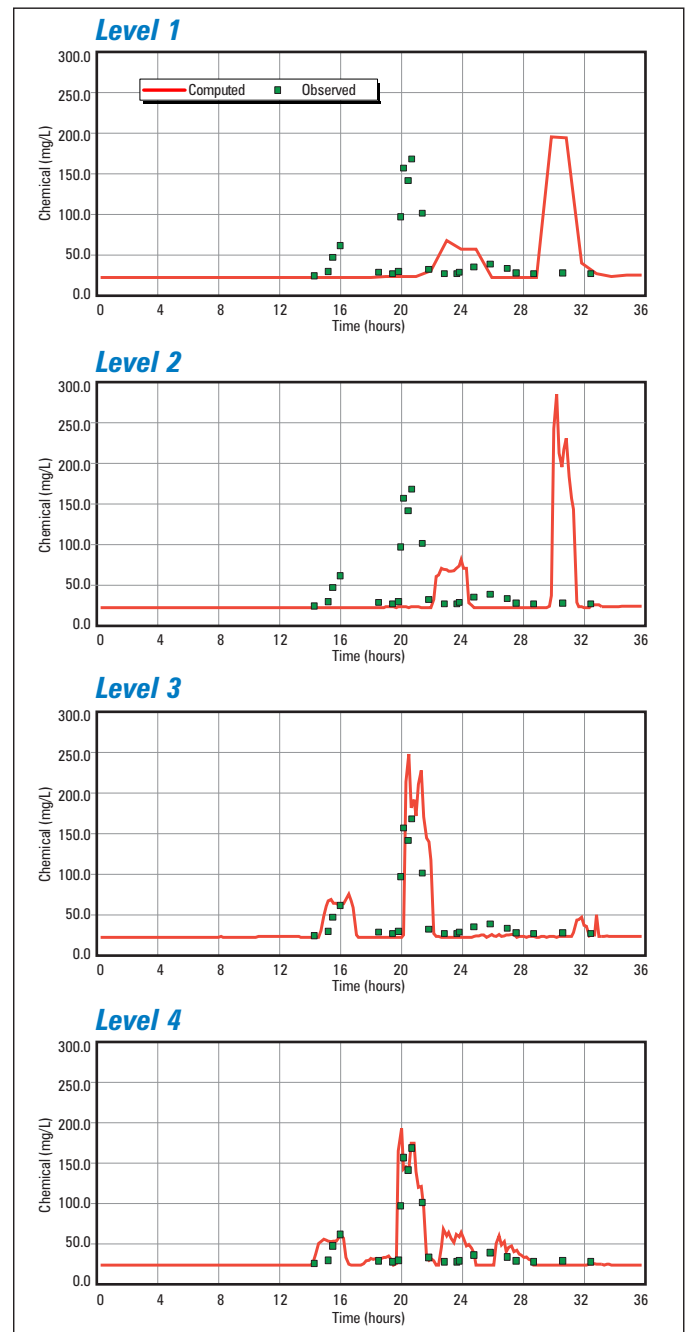 Level 1
300.0
Computed Observed
250.0
200.0
150.0
100.0
50.0
0.0
Chemical (mg/L)
0 4 8 12 16 20 24 28 32 36
Time (hours)
Level 2
300.0
250.0
200.0
150.0
100.0
50.0
0.0
Chemical (mg/L)
0 4 8 12 16 20 24 28 32 36
Time (hours)
Level 3
300.0
250.0
200.0
150.0
100.0
50.0
0.0
Chemical (mg/L)
0 4 8 12 16 20 24 28 32 36
Time (hours)
Level 4
300.0
250.0
200.0
150.0
100.0
50.0
0.0
Chemical (mg/L)
0 4 8 12 16 20 24 28 32 36
Time (hours)